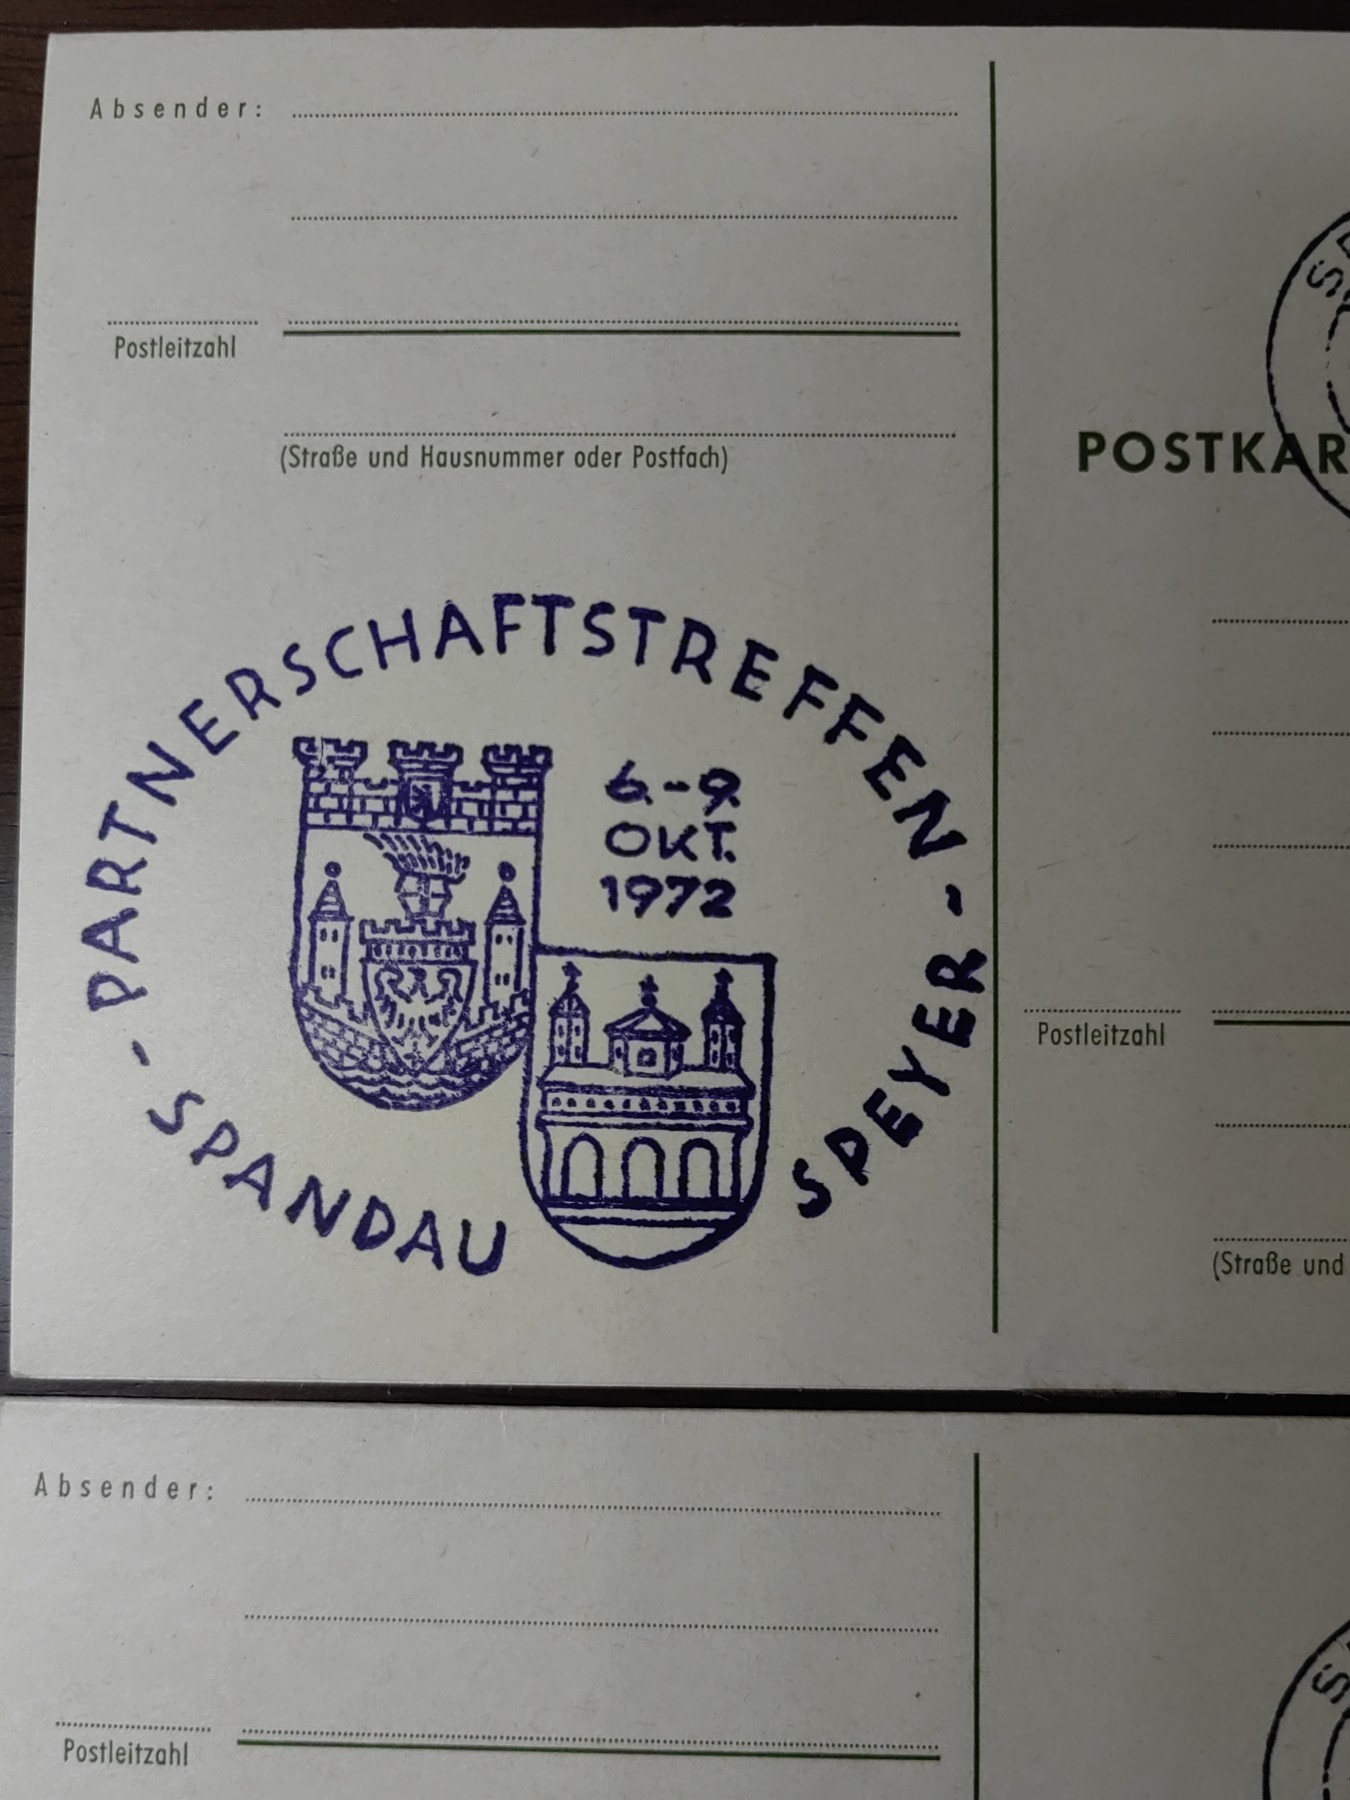 Absender:
Postleitzahl
(Straße und Hausnummer oder Postfach)
PARTNERSCHAFTSTREFFEN
6.-9.
OKT.
1972
- SPANDAU
SPEYER -
POSTKAR
Postleitzahl
(Straße und
Absender:
Postleitzahl